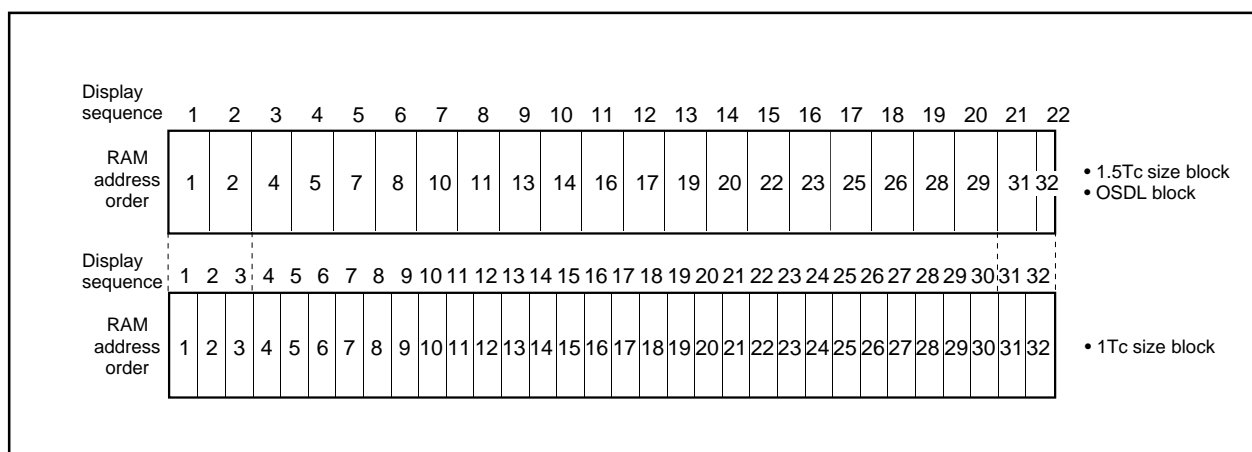 Display
sequence 1 2 3 4 5 6 7 8 9 10 11 12 13 14 15 16 17 18 19 20 21 22
RAM
address
order
1 2 4 5 7 8 10 11 13 14 16 17 19 20 22 23 25 26 28 29 31 32
• 1.5Tc size block
• OSDL block
Display
sequence 1 2 3 4 5 6 7 8 9 10 11 12 13 14 15 16 17 18 19 20 21 22 23 24 25 26 27 28 29 30 31 32
RAM
address
order
1 2 3 4 5 6 7 8 9 10 11 12 13 14 15 16 17 18 19 20 21 22 23 24 25 26 27 28 29 30 31 32
• 1Tc size block